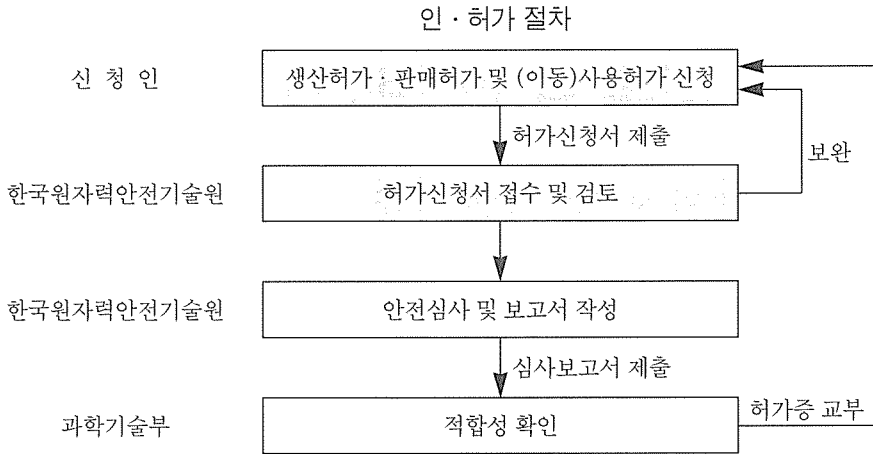 인 · 허가 절차
신 청 인
생산허가 · 판매허가 및 (이동)사용허가 신청
허가신청서 제출
보완
한국원자력안전기술원
허가신청서 접수 및 검토
한국원자력안전기술원
안전심사 및 보고서 작성
심사보고서 제출
과학기술부
적합성 확인
허가증 교부